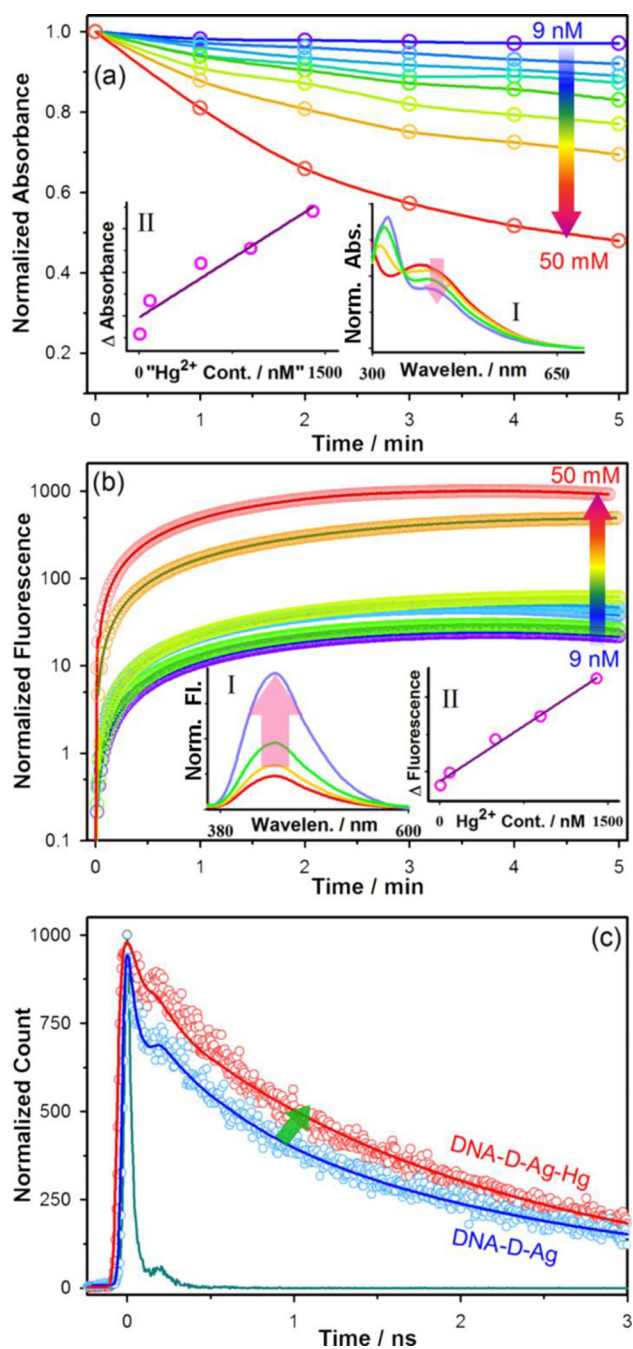 1.0
0.8
0.6
0.4
0.2
Normalized Absorbance
(a)
9 nM
50 mM
II
Δ Absorbance
0 "Hg2+ Cont. / nM" 1500
I
Norm. Abs.
300 Wavelen. / nm 650
0 1 2 3 4 5
Time / min
(b)
1000
100
10
1
0.1
Normalized Fluorescence
50 mM
9 nM
I
Norm. Fl.
380 Wavelen. / nm 600
II
Δ Fluorescence
0 Hg2+ Cont. / nM 1500
0 1 2 3 4 5
Time / min
(c)
1000
750
500
250
0
Normalized Count
DNA-D-Ag-Hg
DNA-D-Ag
0 1 2 3
Time / ns